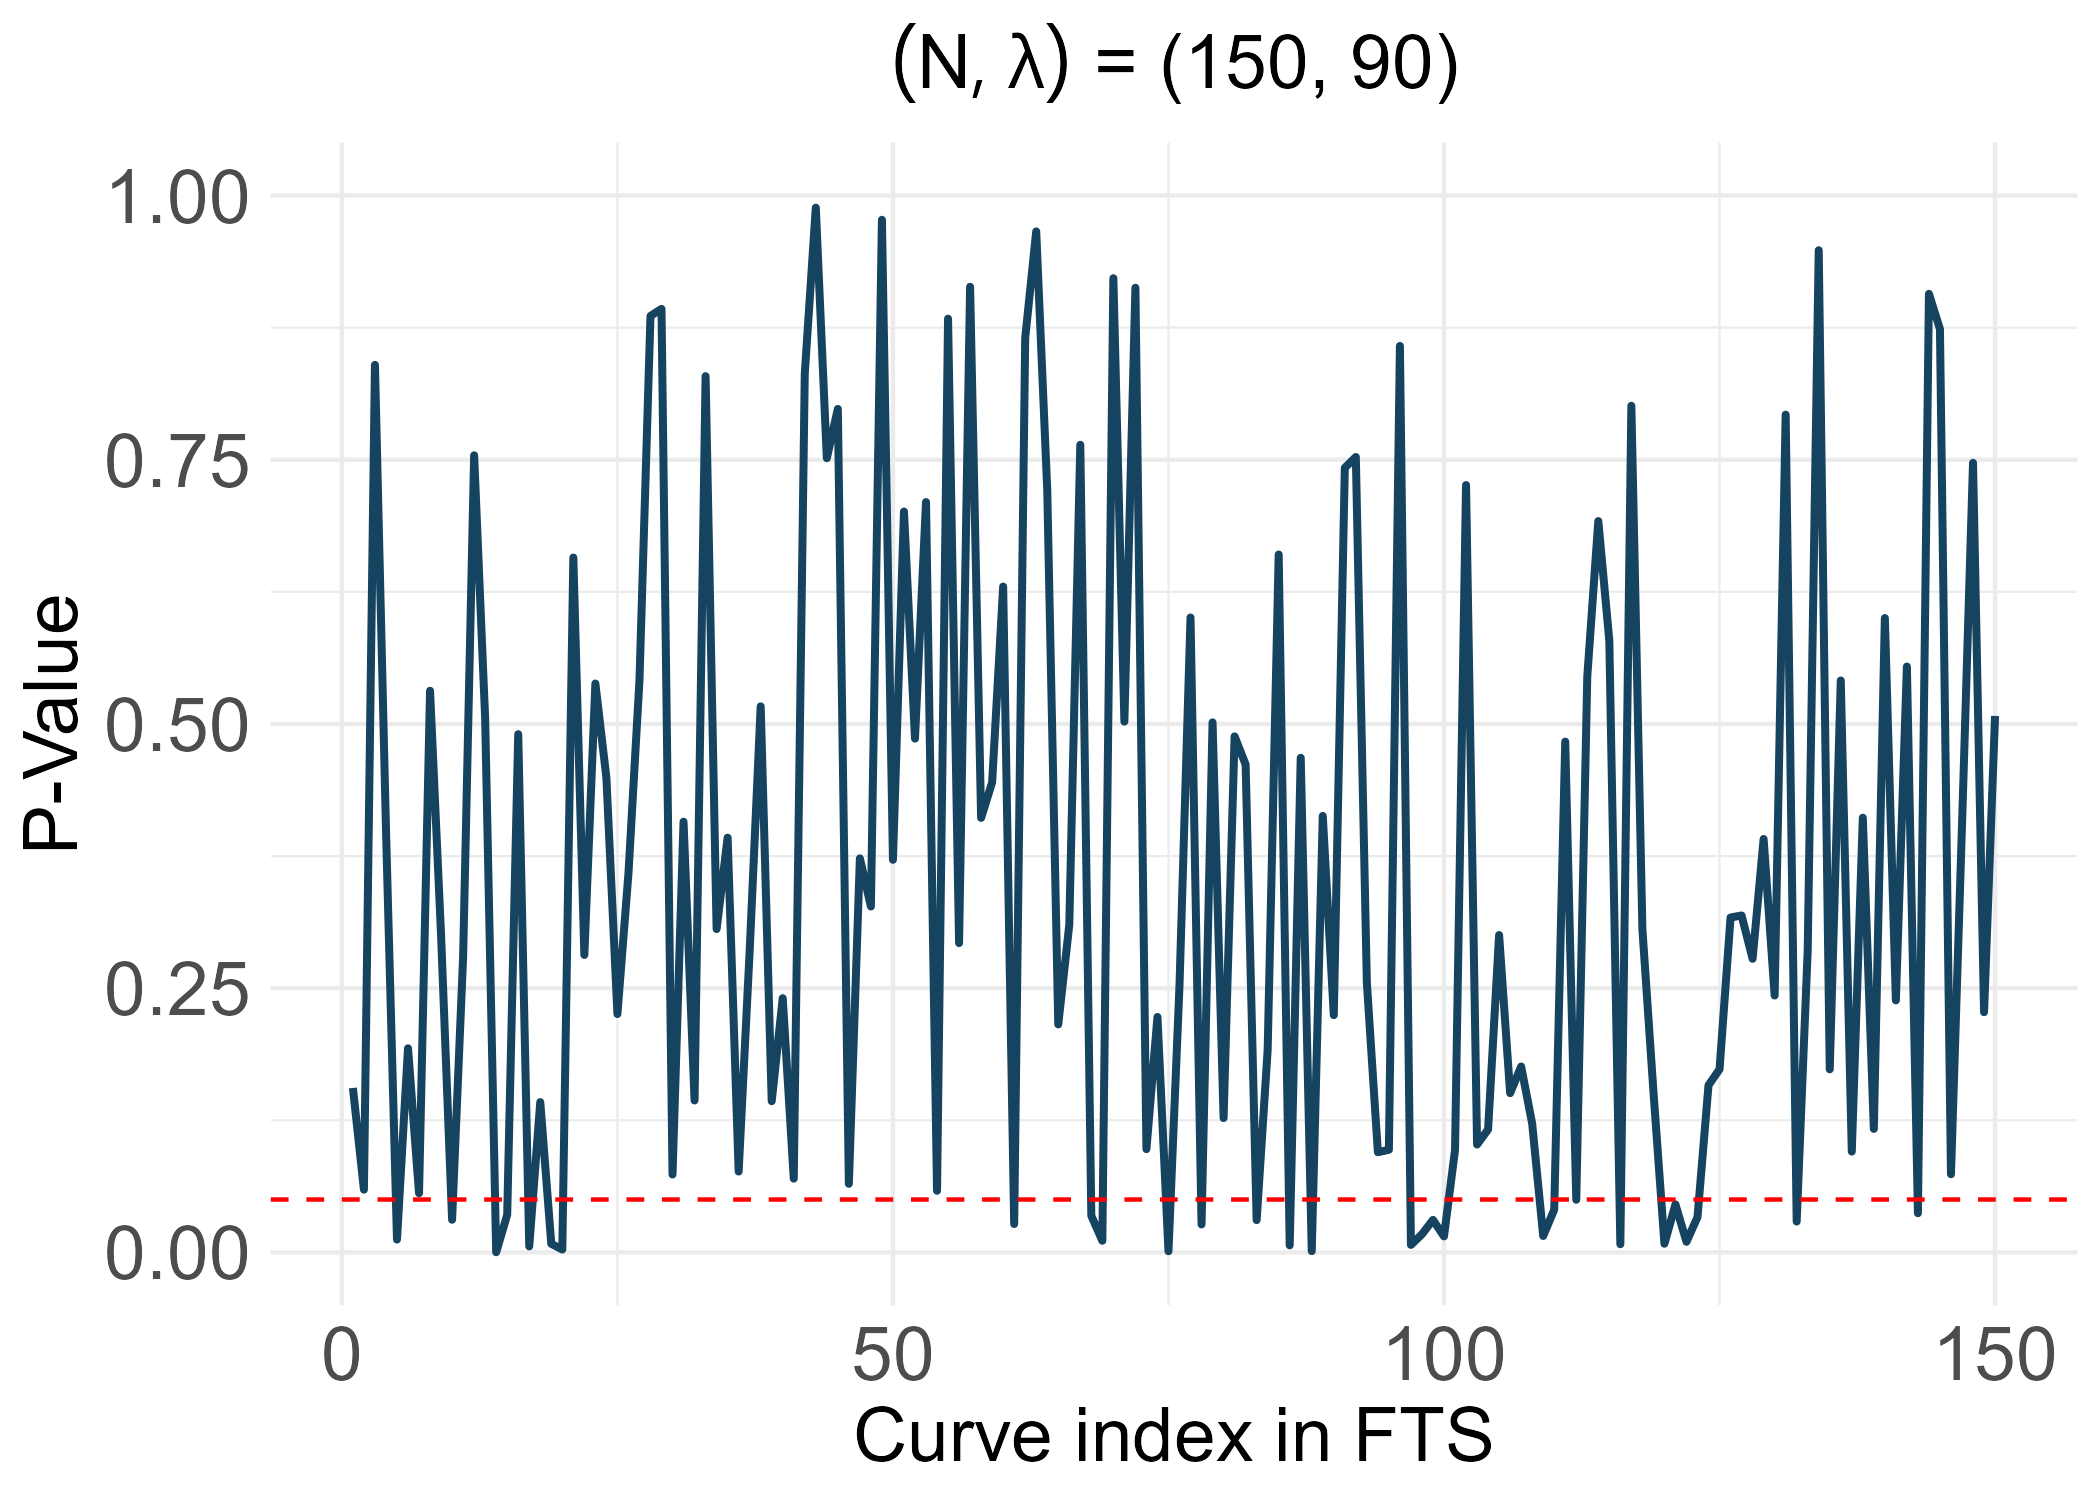 (N, λ) = (150, 90)
1.00
0.75
0.50
0.25
0.00
P-Value
0 50 100 150
Curve index in FTS